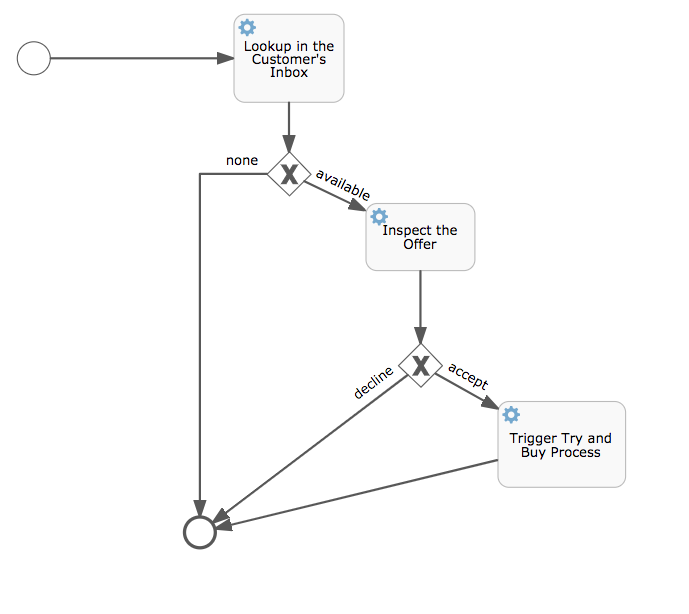 Lookup in the
Customer's
Inbox
none
available
Inspect the
Offer
decline
accept
Trigger Try and
Buy Process